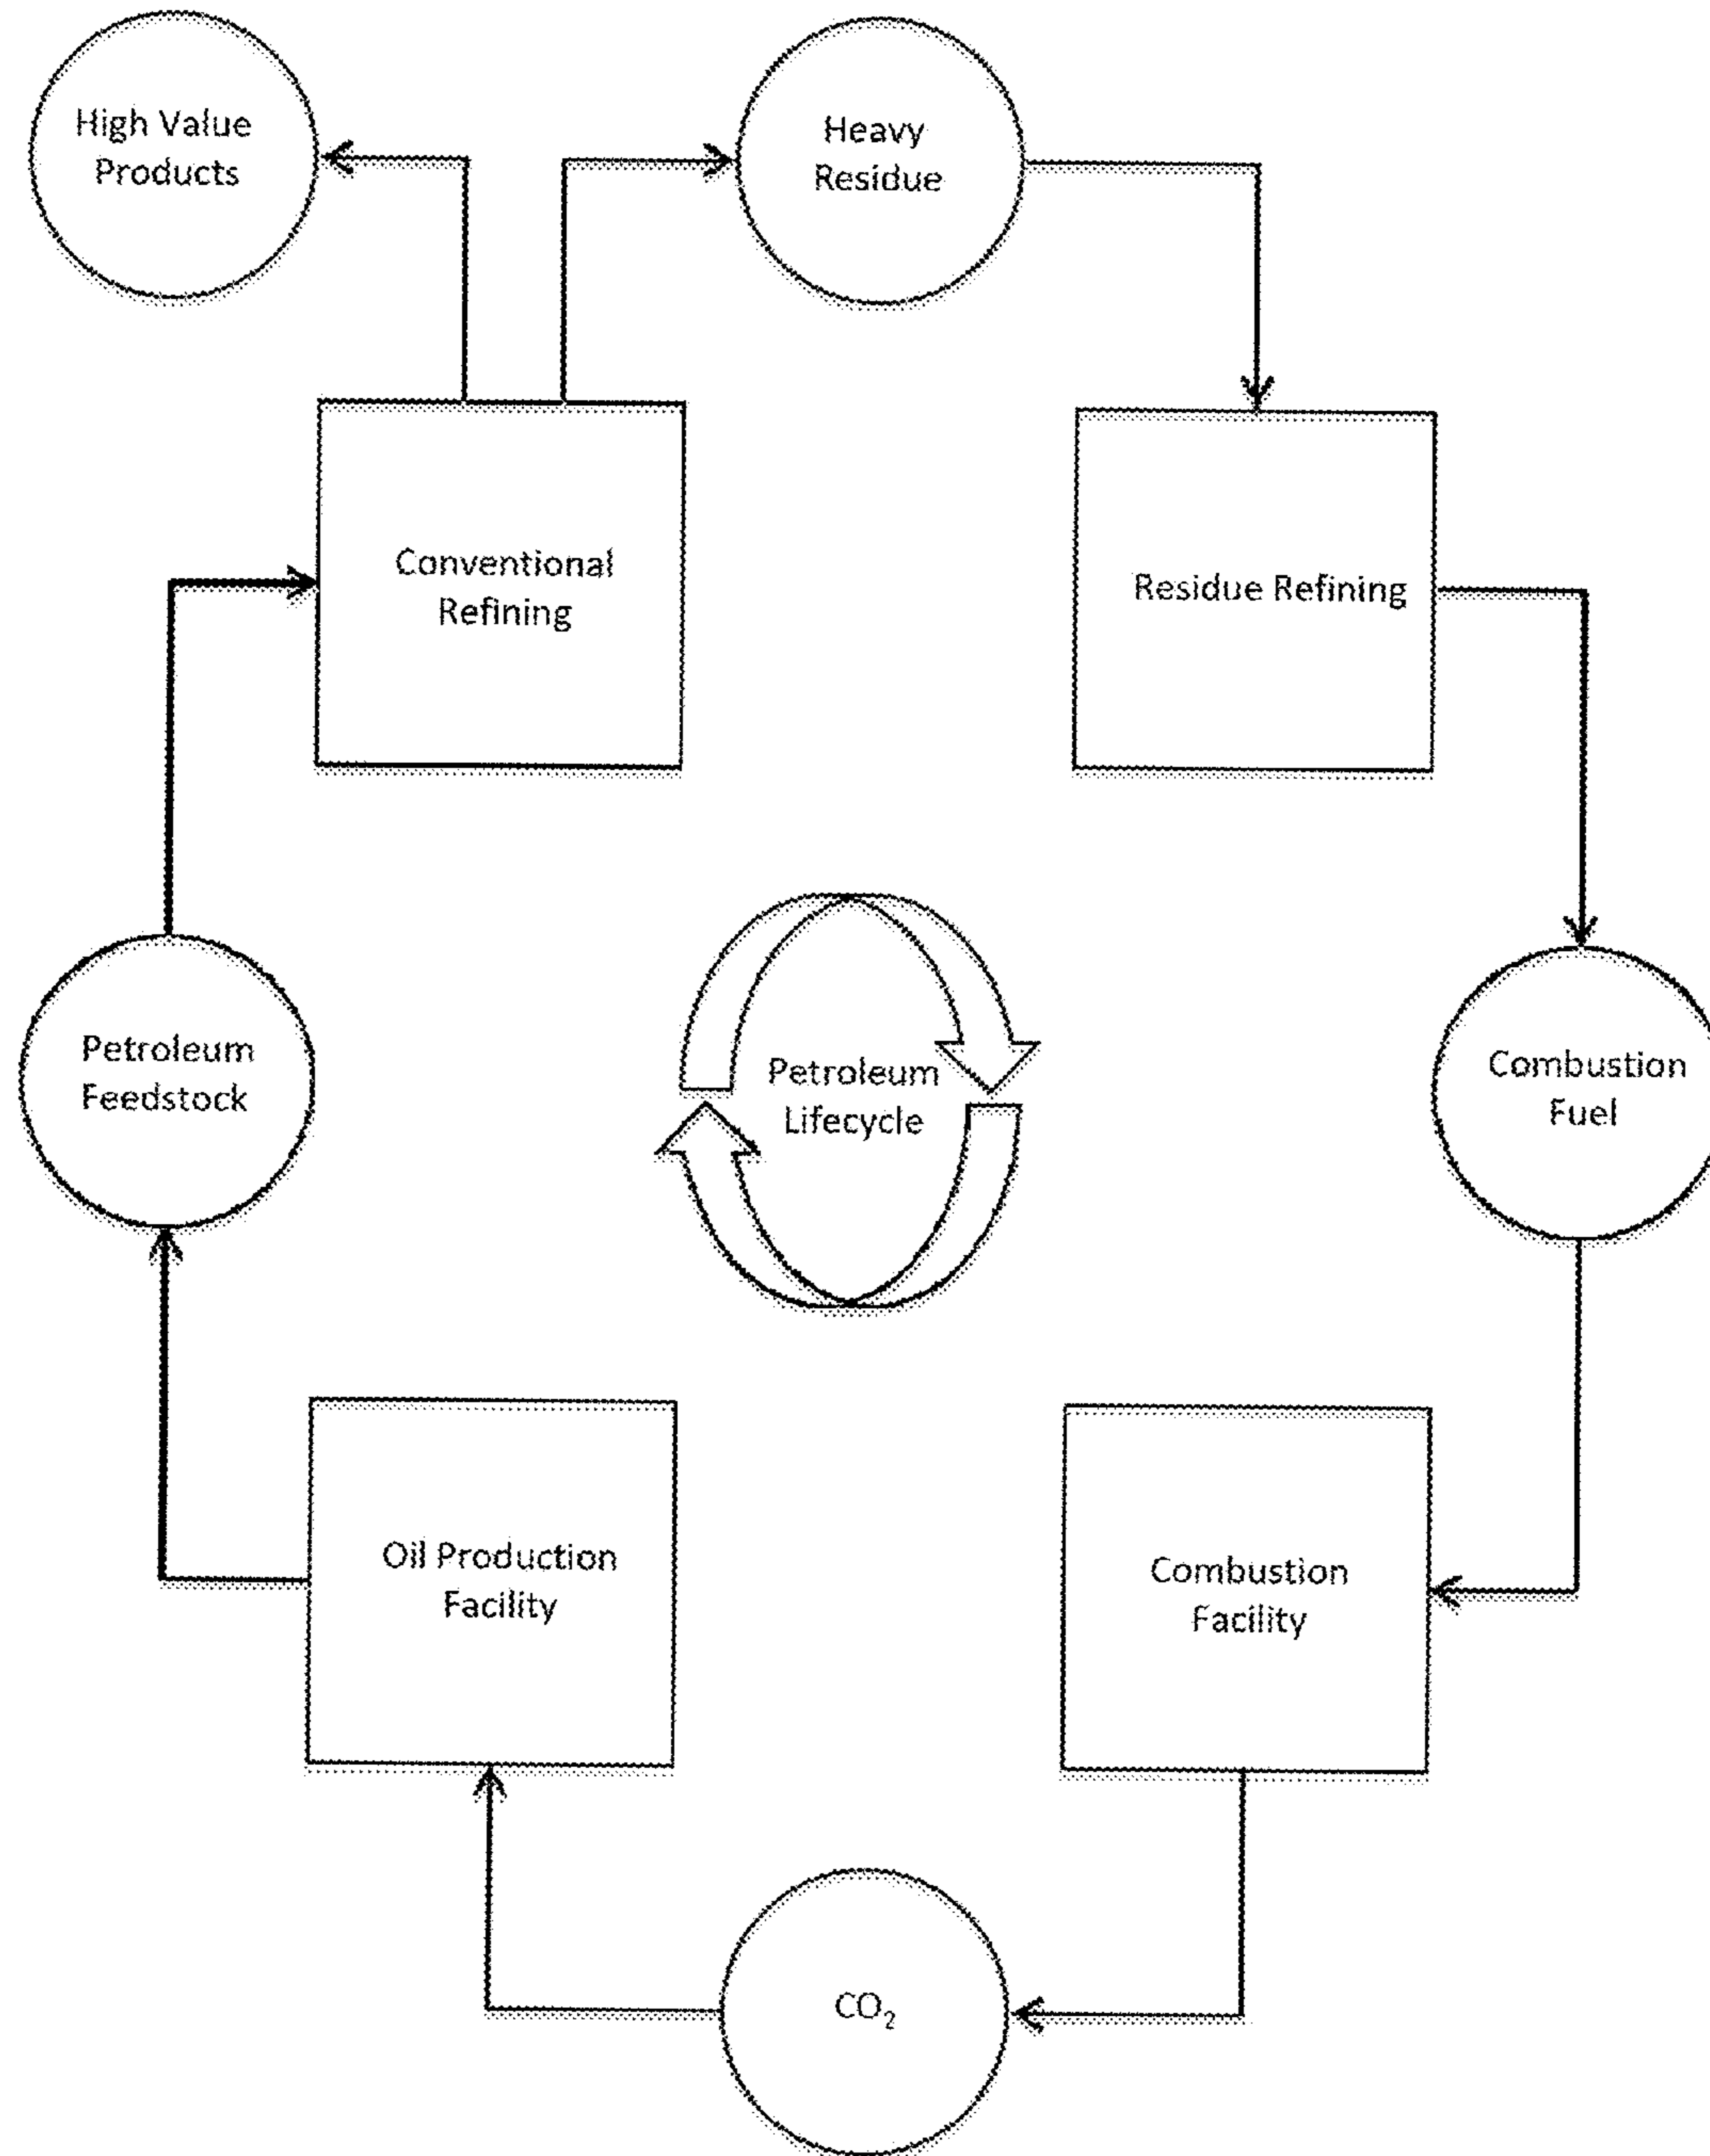 High Value
Products
Heavy
Residue
Conventional
Refining
Residue Refining
Petroleum
Feedstock
Petroleum
Lifecycle
Combustion
Fuel
Oil Production
Facility
Combustion
Facility
CO₂